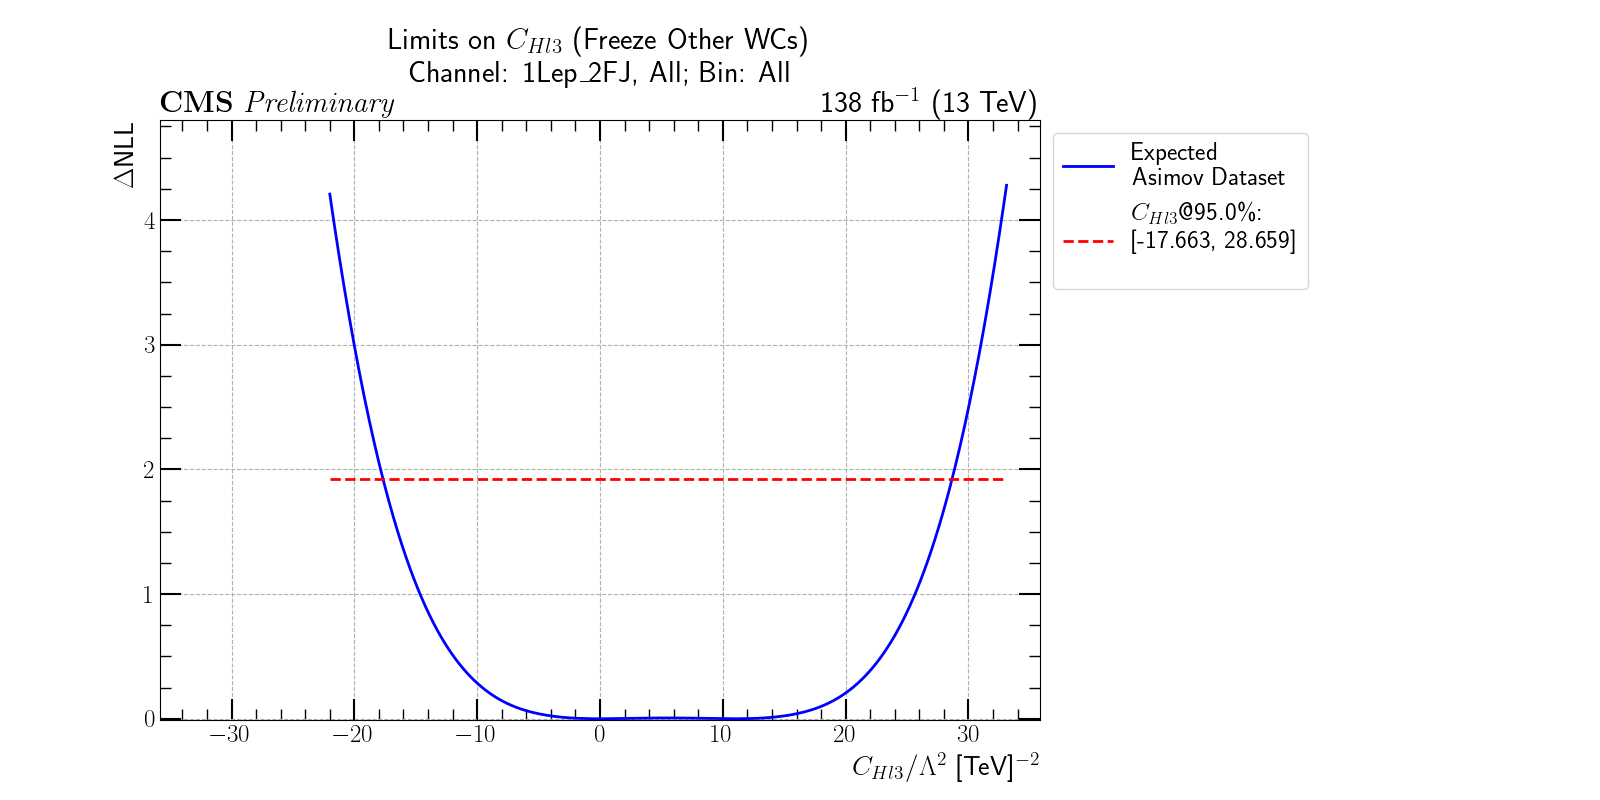 Limits on C_{Hl3} (Freeze Other WCs)
Channel: 1Lep_2FJ, All; Bin: All
CMS Preliminary
138 fb^{−1} (13 TeV)
ΔNLL
4
3
2
1
0
−30
−20
−10
0
10
20
30
C_{Hl3}/Λ^2 [TeV]^{−2}
Expected
Asimov Dataset
C_{Hl3}@95.0%:
[-17.663, 28.659]